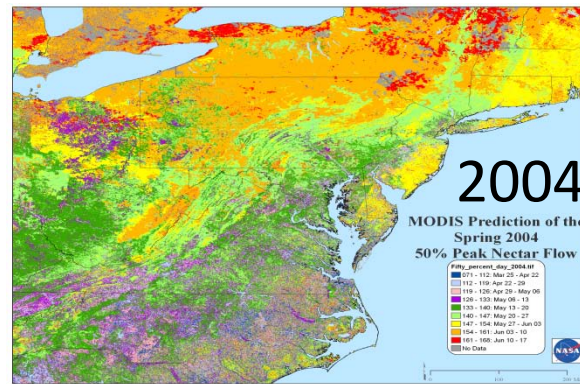 2004
MODIS Prediction of the
Spring 2004
50% Peak Nectar Flow
Fifty_percent_day_2004.tif
071 - 112: Mar 25 - Apr 22
112 - 119: Apr 22 - 29
119 - 126: Apr 29 - May 06
126 - 133: May 06 - 13
133 - 140: May 13 - 20
140 - 147: May 20 - 27
147 - 154: May 27 - Jun 03
154 - 161: Jun 03 - 10
161 - 168: Jun 10 - 17
No Data
NASA
0 100